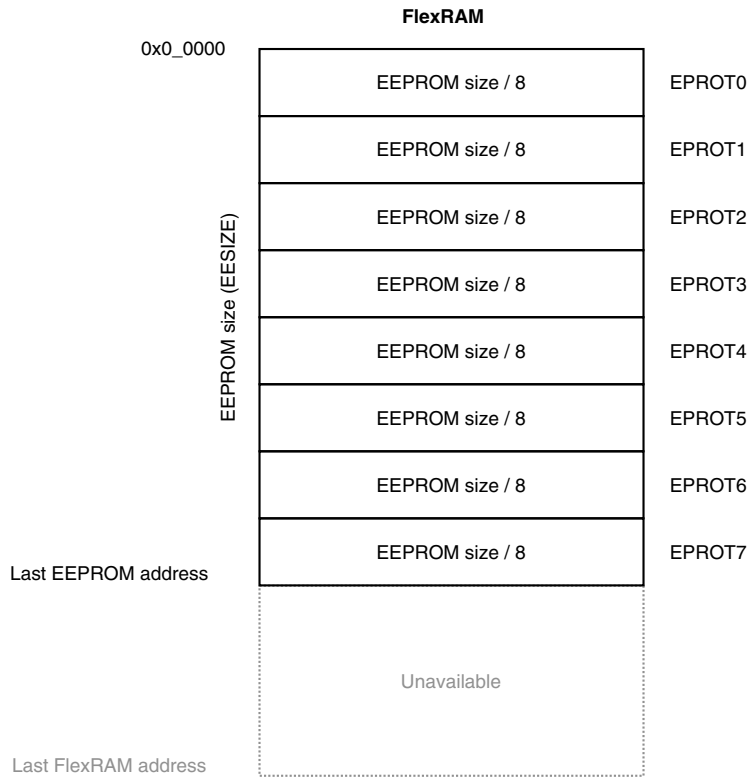 FlexRAM
0x0_0000
EEPROM size / 8 EPROT0
EEPROM size / 8 EPROT1
EEPROM size / 8 EPROT2
EEPROM size / 8 EPROT3
EEPROM size (EESIZE)
EEPROM size / 8 EPROT4
EEPROM size / 8 EPROT5
EEPROM size / 8 EPROT6
EEPROM size / 8 EPROT7
Last EEPROM address
Unavailable
Last FlexRAM address